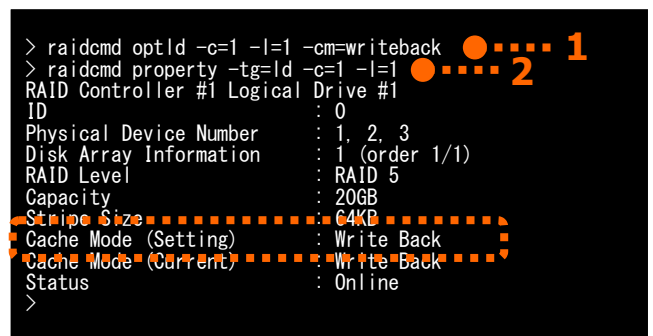 > raidcmd optld -c=1 -l=1 -cm=writeback 1
> raidcmd property -tg=ld -c=1 -l=1 2
RAID Controller #1 Logical Drive #1
ID : 0
Physical Device Number : 1, 2, 3
Disk Array Information : 1 (order 1/1)
RAID Level : RAID 5
Capacity : 20GB
Stripe Size : 64KB
Cache Mode (Setting) : Write Back
Cache Mode (Current) : Write Back
Status : Online
>